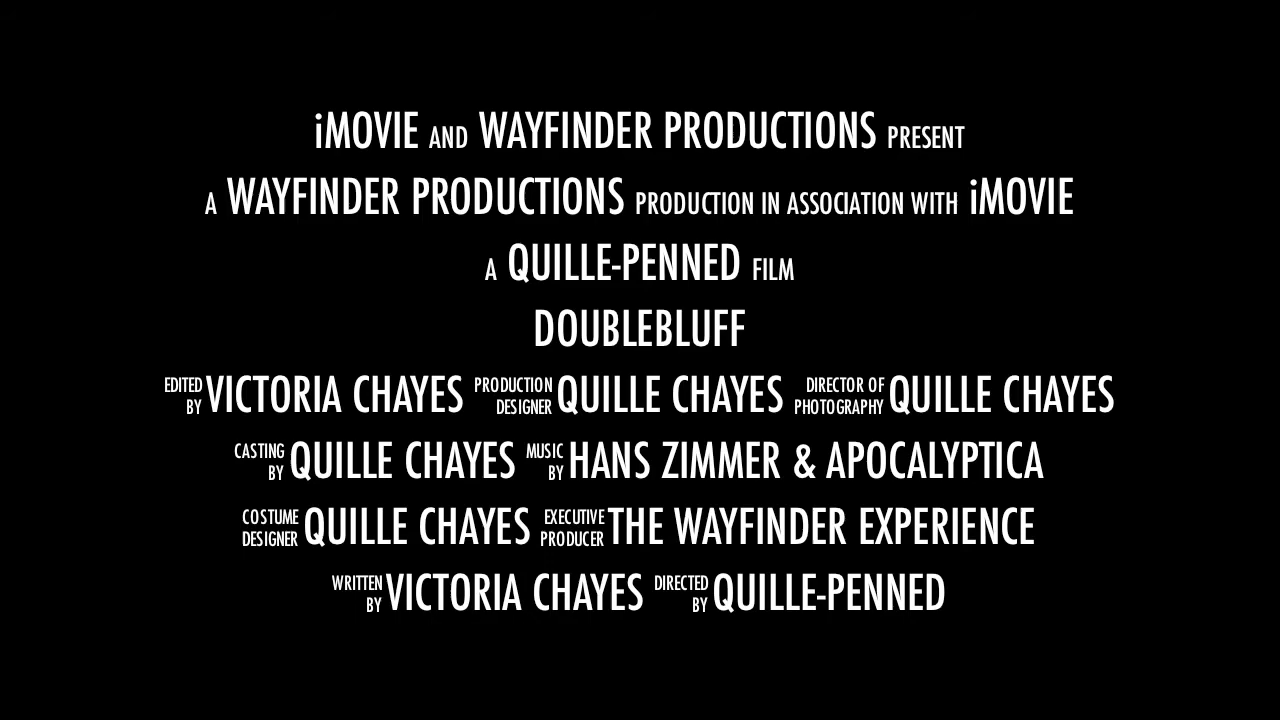 iMOVIE AND WAYFINDER PRODUCTIONS PRESENT
A WAYFINDER PRODUCTIONS PRODUCTION IN ASSOCIATION WITH iMOVIE
A QUILLE-PENNED FILM
DOUBLEBLUFF
EDITED BY VICTORIA CHAYES PRODUCTION DESIGNER QUILLE CHAYES DIRECTOR OF PHOTOGRAPHY QUILLE CHAYES
CASTING BY QUILLE CHAYES MUSIC BY HANS ZIMMER & APOCALYPTICA
COSTUME DESIGNER QUILLE CHAYES EXECUTIVE PRODUCER THE WAYFINDER EXPERIENCE
WRITTEN BY VICTORIA CHAYES DIRECTED BY QUILLE-PENNED